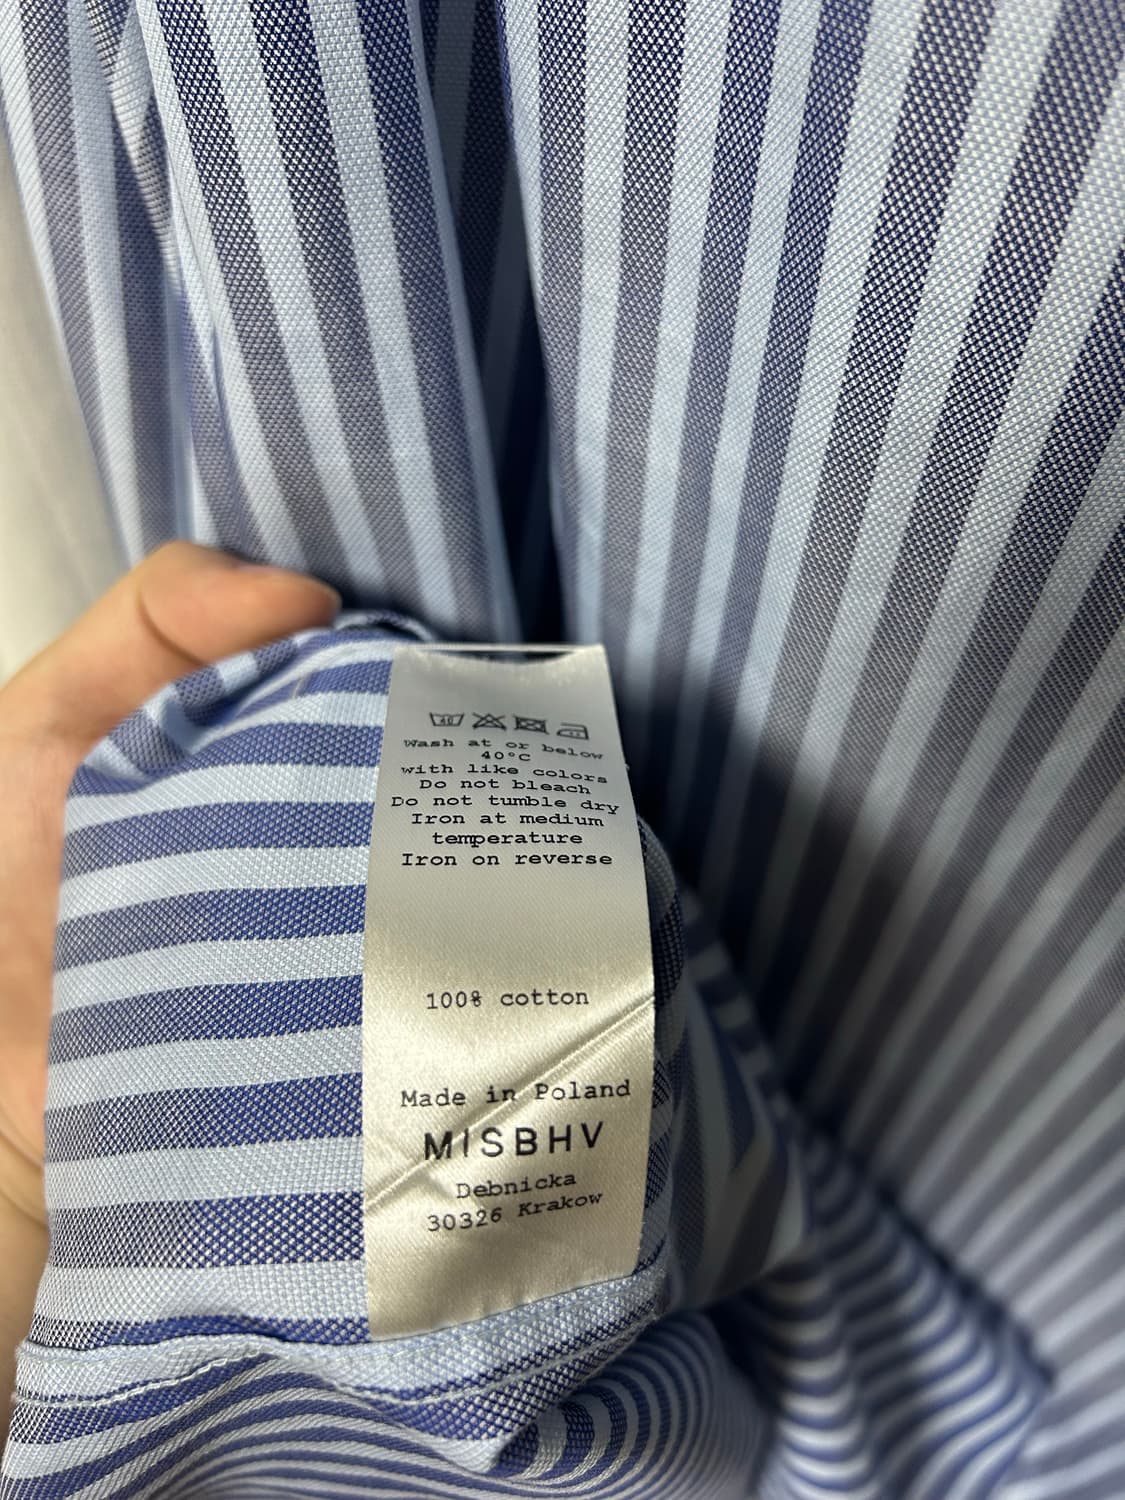 40
Wash at or below
40°C
with like colors
Do not bleach
Do not tumble dry
Iron at medium
temperature
Iron on reverse
100% cotton
Made in Poland
MISBHV
Debnicka
30326 Krakow